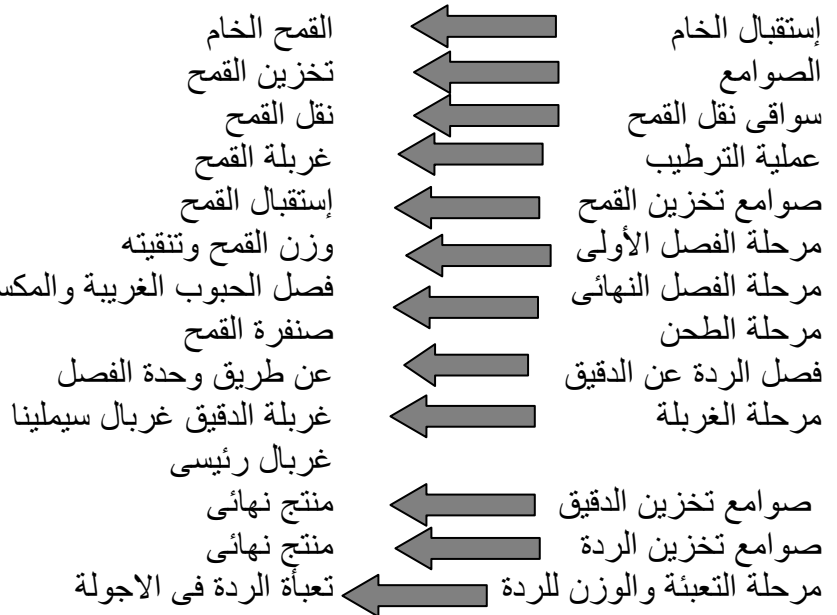 إستقبال الخام القمح الخام
الصوامع تخزين القمح
سواقى نقل القمح نقل القمح
عملية الترطيب غربلة القمح
صوامع تخزين القمح إستقبال القمح
مرحلة الفصل الأولى وزن القمح وتنقيته
مرحلة الفصل النهائى فصل الحبوب الغريبة
مرحلة الطحن صنفرة القمح
فصل الردة عن الدقيق عن طريق وحدة الفصل
مرحلة الغربلة غربلة الدقيق غربال سيملينا
غربال رئيسى
صوامع تخزين الدقيق منتج نهائى
صوامع تخزين الردة منتج نهائى
مرحلة التعبئة والوزن للردة تعبأة الردة فى الاجولة